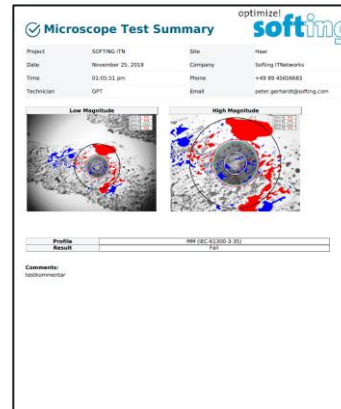 optimize!
softing
Microscope Test Summary
Project SOFTING ITN Site Haar
Date November 25, 2019 Company Softing ITNetworks
Time 01:05:51 pm Phone +49 89 45656683
Technician GPT Email peter.gerhardt@softing.com
Low Magnitude High Magnitude
Profile MM (IEC-61300-3-35)
Result Fail
Comments:
testkommentar